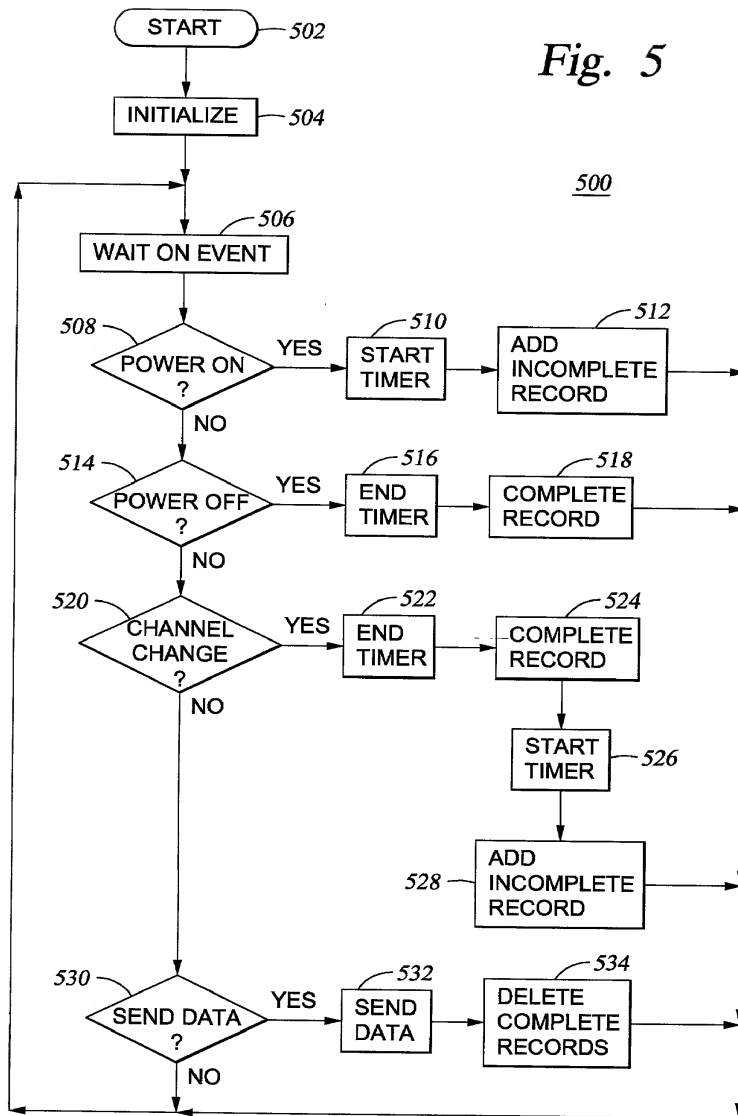 START
502
Fig. 5
INITIALIZE
504
500
506
WAIT ON EVENT
508
POWER ON
?
YES
510
START
TIMER
512
ADD
INCOMPLETE
RECORD
NO
514
POWER OFF
?
YES
516
END
TIMER
518
COMPLETE
RECORD
NO
520
CHANNEL
CHANGE
?
YES
522
END
TIMER
524
COMPLETE
RECORD
NO
START
TIMER
526
528
ADD
INCOMPLETE
RECORD
530
SEND DATA
?
YES
532
SEND
DATA
534
DELETE
COMPLETE
RECORDS
NO